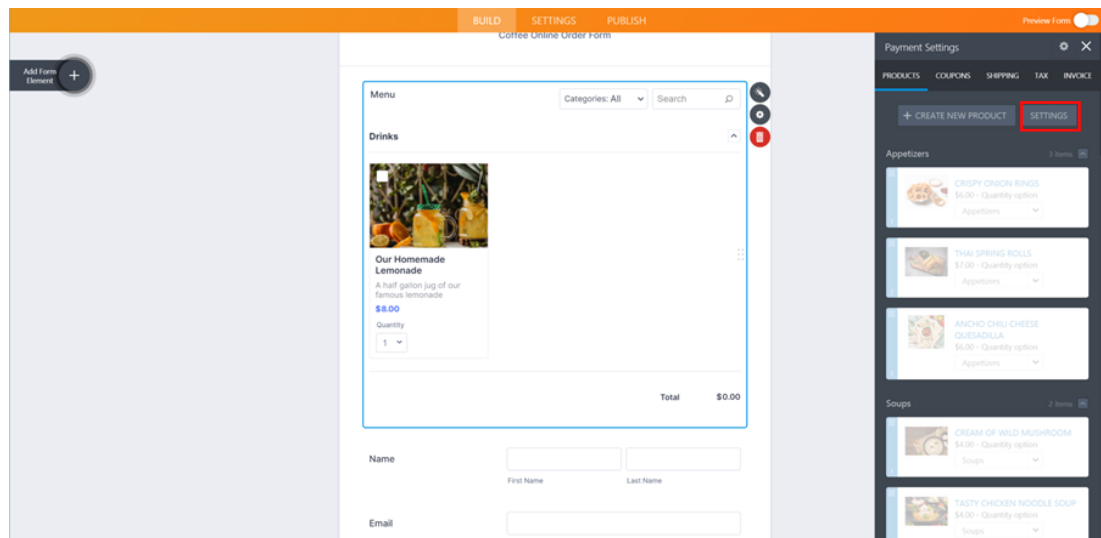 BUILD SETTINGS PUBLISH Preview Form
Coffee Online Order Form
Add Form
Element
Menu
Categories: All
Search
Drinks
Our Homemade
Lemonade
A half gallon jug of our
famous lemonade
$8.00
Quantity
1
Total $0.00
Name
First Name Last Name
Email
Payment Settings
PRODUCTS COUPONS SHIPPING TAX INVOICE
+ CREATE NEW PRODUCT SETTINGS
Appetizers 3 Items
CRISPY ONION RINGS
$6.00 - Quantity option
Appetizers
THAI SPRING ROLLS
$7.00 - Quantity option
Appetizers
ANCHO CHILI CHEESE
QUESADILLA
$6.00 - Quantity option
Appetizers
Soups 2 Items
CREAM OF WILD MUSHROOM
$4.00 - Quantity option
Soups
TASTY CHICKEN NOODLE SOUP
$4.00 - Quantity option
Soups